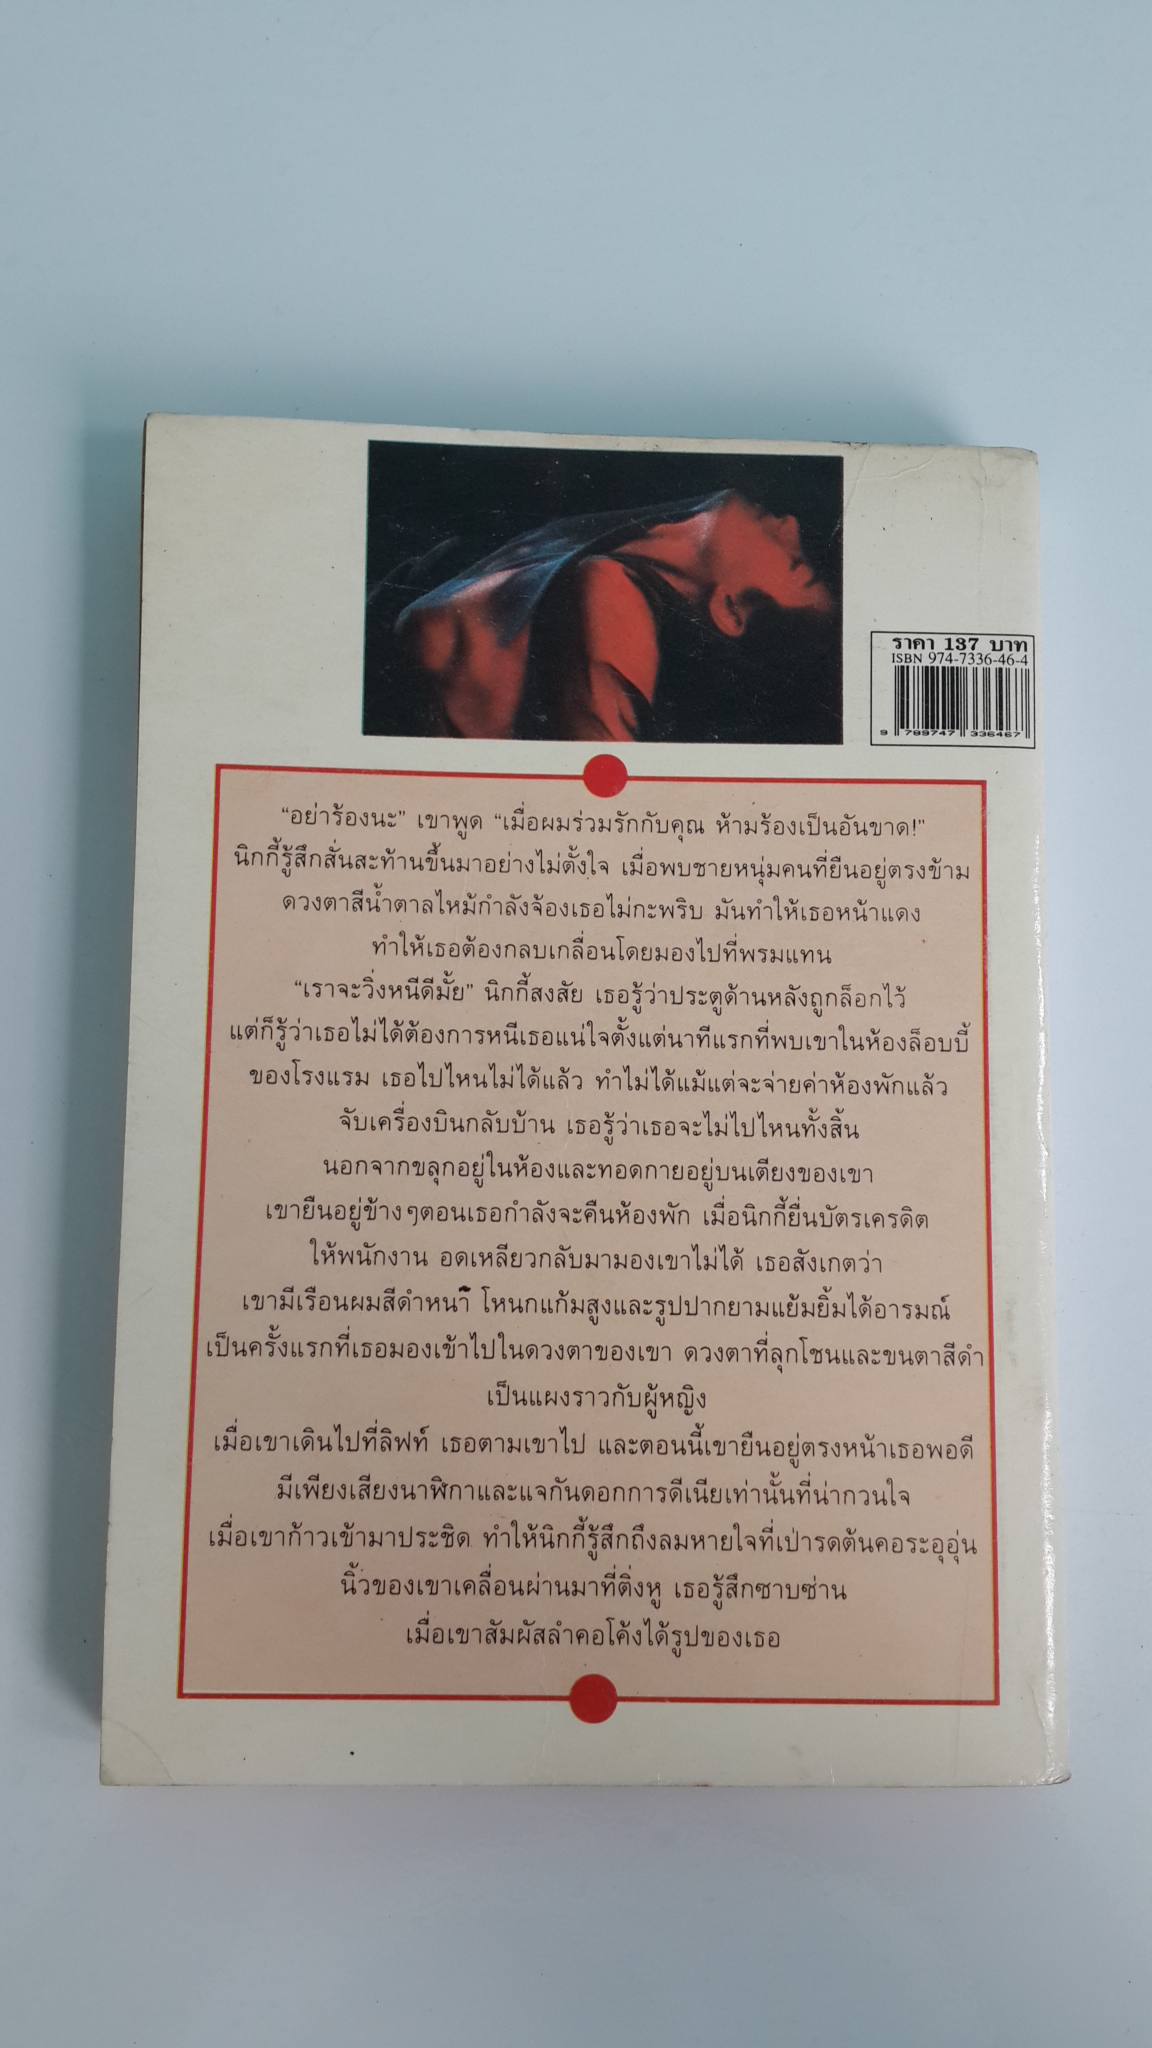 ราคา 137 บาท
ISBN 974-7336-46-4
9 789747 336467
“อย่าร้องนะ” เขาพูด “เมื่อผมร่วมรักกับคุณ ห้ามร้องเป็นอันขาด!”
นิกกี้รู้สึกสั่นสะท้านขึ้นมาอย่างไม่ตั้งใจ เมื่อพบชายหนุ่มคนที่ยืนอยู่ตรงข้าม
ดวงตาสีน้ำตาลไหม้กำลังจ้องเธอไม่กะพริบ มันทำให้เธอหน้าแดง
ทำให้เธอต้องกลบเกลื่อนโดยมองไปที่พรมแทน
“เราจะวิ่งหนีดีมั้ย” นิกกี้สงสัย เธอรู้ว่าประตูด้านหลังถูกล็อกไว้
แต่ก็รู้ว่าเธอไม่ได้ต้องการหนีเธอแน่ใจตั้งแต่นาทีแรกที่พบเขาในห้องล็อบบี้
ของโรงแรม เธอไปไหนไม่ได้แล้ว ทำไม่ได้แม้แต่จะจ่ายค่าห้องพักแล้ว
จับเครื่องบินกลับบ้าน เธอรู้ว่าเธอจะไม่ไปไหนทั้งสิ้น
นอกจากขลุกอยู่ในห้องและทอดกายอยู่บนเตียงของเขา
เขายืนอยู่ข้างๆตอนเธอกำลังจะคืนห้องพัก เมื่อนิกกี้ยื่นบัตรเครดิต
ให้พนักงาน อดเหลียวกลับมามองเขาไม่ได้ เธอสังเกตว่า
เขามีเรือนผมสีดำหนา โหนกแก้มสูงและรูปปากยามแย้มยิ้มได้อารมณ์
เป็นครั้งแรกที่เธอมองเข้าไปในดวงตาของเขา ดวงตาที่ลุกโชนและขนตาสีดำ
เป็นแผงราวกับผู้หญิง
เมื่อเขาเดินไปที่ลิฟท์ เธอตามเขาไป และตอนนี้เขายืนอยู่ตรงหน้าเธอพอดี
มีเพียงเสียงนาฬิกาและแจกันดอกการ์ดีเนียเท่านั้นที่น่ากวนใจ
เมื่อเขาก้าวเข้ามาประชิด ทำให้นิกกี้รู้สึกถึงลมหายใจที่เป่ารดต้นคอระอุอุ่น
นิ้วของเขาเคลื่อนผ่านมาที่ติ่งหู เธอรู้สึกซาบซ่าน
เมื่อเขาสัมผัสลำคอโค้งได้รูปของเธอ